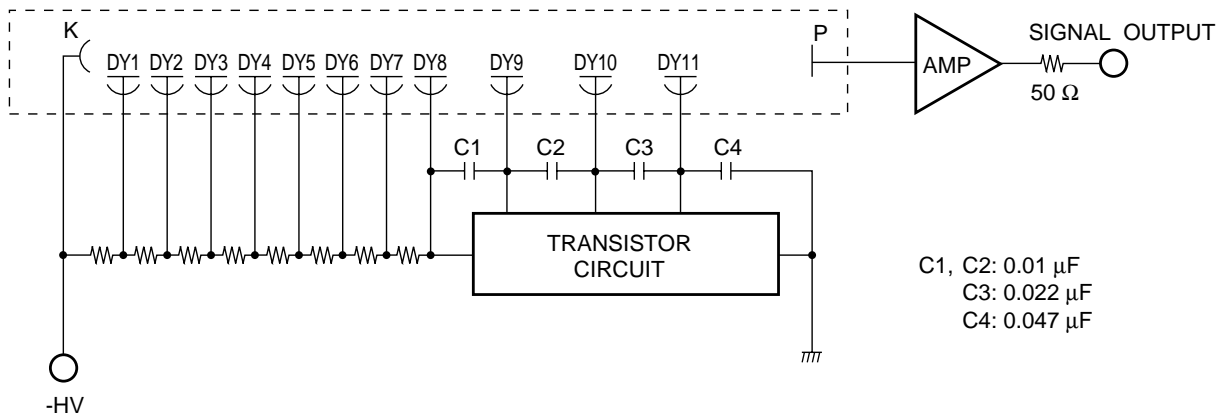 K
DY1 DY2 DY3 DY4 DY5 DY6 DY7 DY8 DY9 DY10 DY11
P
AMP
SIGNAL OUTPUT
50 Ω
C1 C2 C3 C4
TRANSISTOR
CIRCUIT
C1, C2: 0.01 μF
C3: 0.022 μF
C4: 0.047 μF
-HV